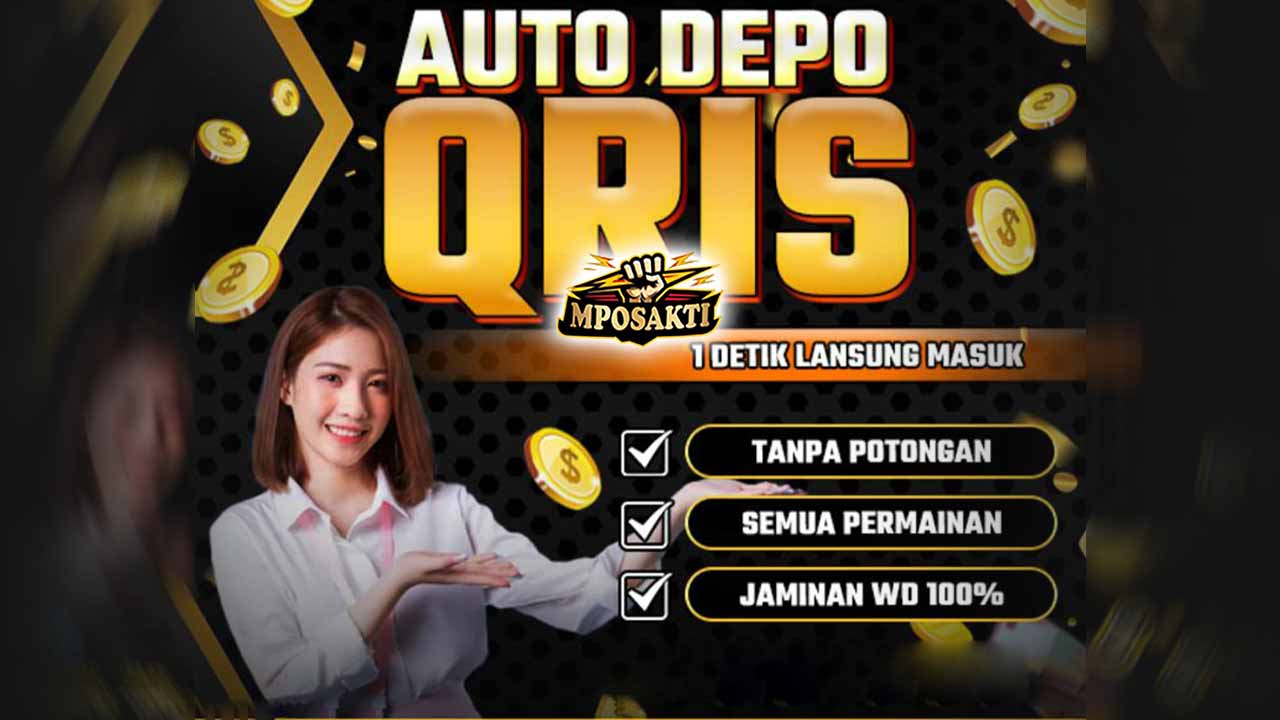 AUTO DEPO
QRIS
MPOSAKTI
1 DETIK LANSUNG MASUK
TANPA POTONGAN
SEMUA PERMAINAN
JAMINAN WD 100%